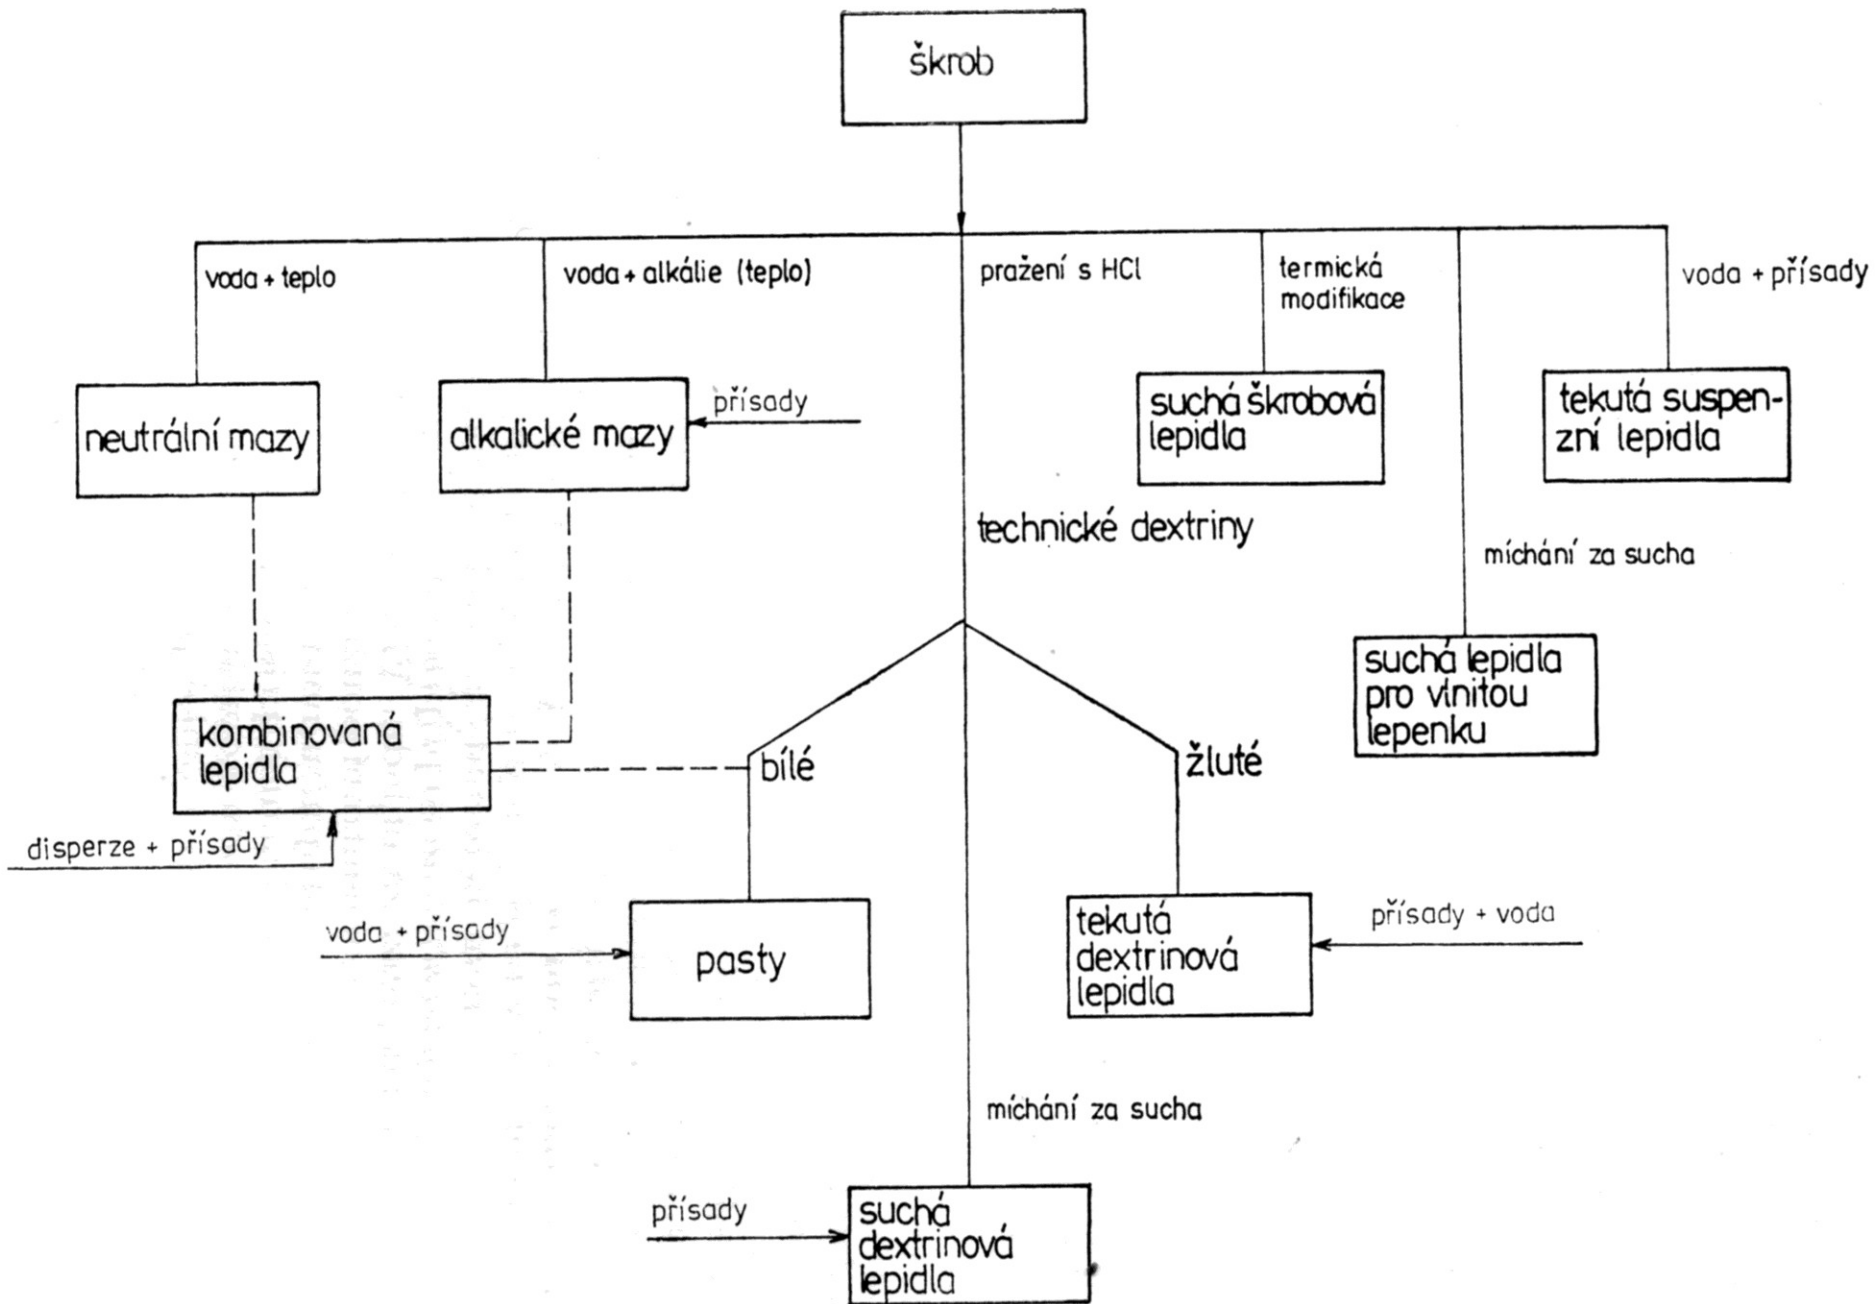 škrob
voda + teplo
voda + alkálie (teplo)
pražení s HCl
termická
modifikace
voda + přísady
neutrální mazy
alkalické mazy
přísady
suchá škrobová
lepidla
tekutá suspen-
zní lepidla
technické dextriny
míchání za sucha
suchá lepidla
pro vlnitou
lepenku
kombinovaná
lepidla
bílé
žluté
disperze + přísady
voda + přísady
pasty
tekutá
dextrinová
lepidla
přísady + voda
míchání za sucha
přísady
suchá
dextrinová
lepidla